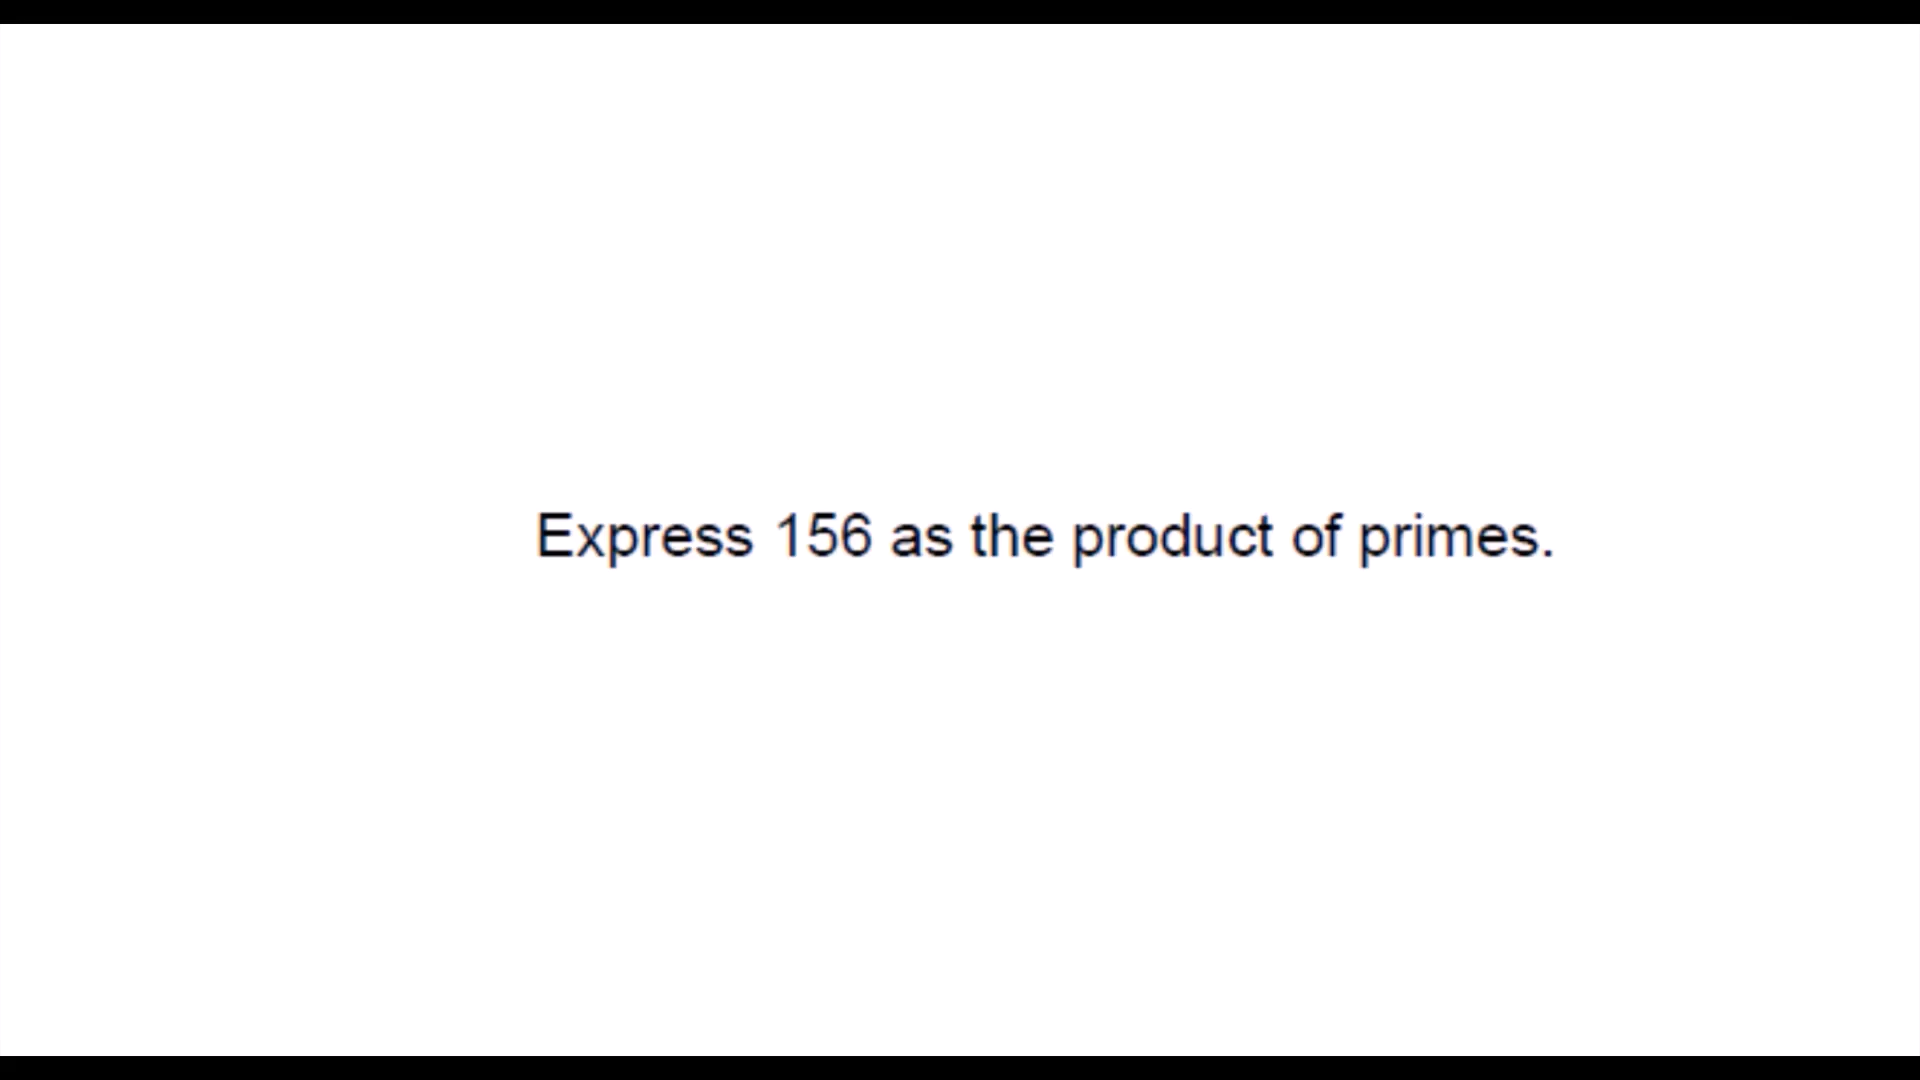 Express 156 as the product of primes.